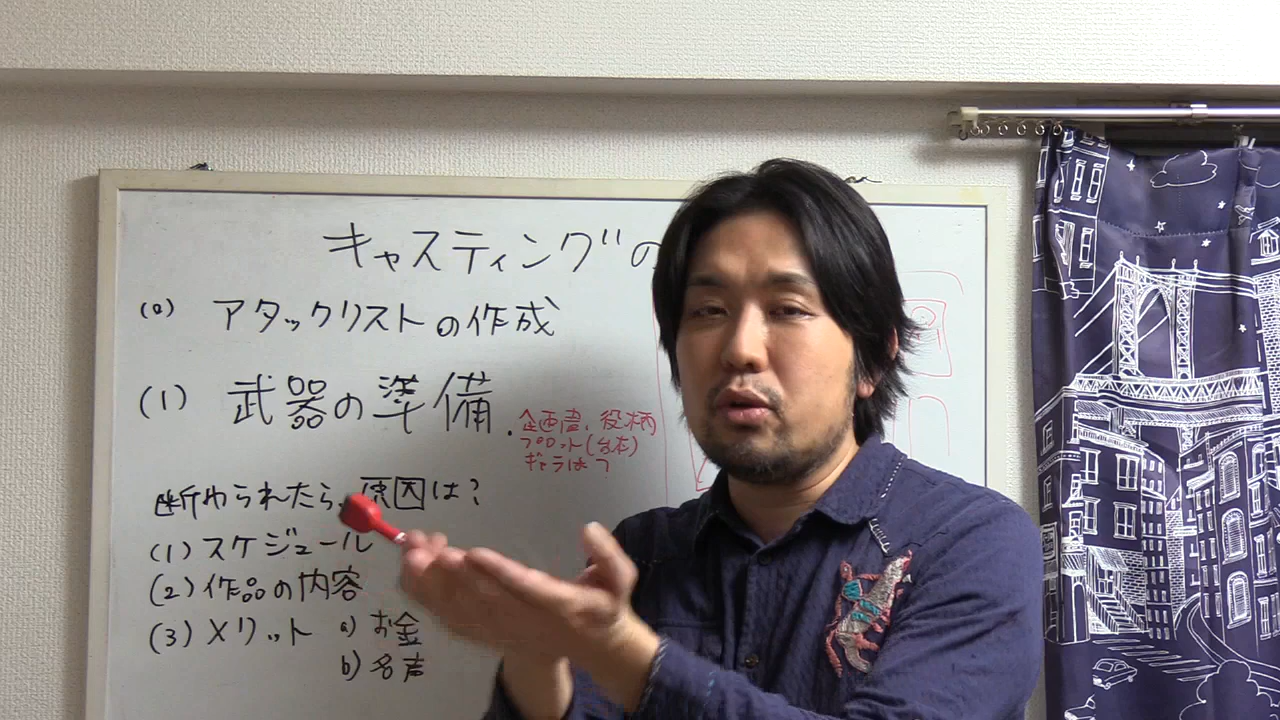 キャスティングの
(0) アタックリストの作成
(1) 武器の準備
・企画書、役柄
プロット(台本)
ギャラは?
断わられたら、原因は?
(1) スケジュール
(2) 作品の内容
(3) メリット a) お金
b) 名声